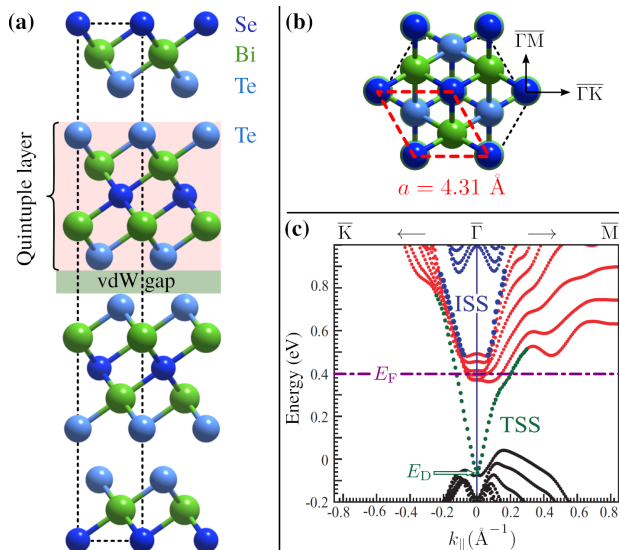 (a)
Se
Bi
Te
Te
Quintuple layer
vdW gap
(b)
Γ̅M̅
Γ̅K̅
a = 4.31 Å
(c)
K̅ ← Γ̅ → M̅
ISS
E_F
TSS
E_D
Energy (eV)
0.8
0.6
0.4
0.2
0
-0.2
-0.8 -0.6 -0.4 -0.2 0 0.2 0.4 0.6 0.8
k_∥(Å⁻¹)